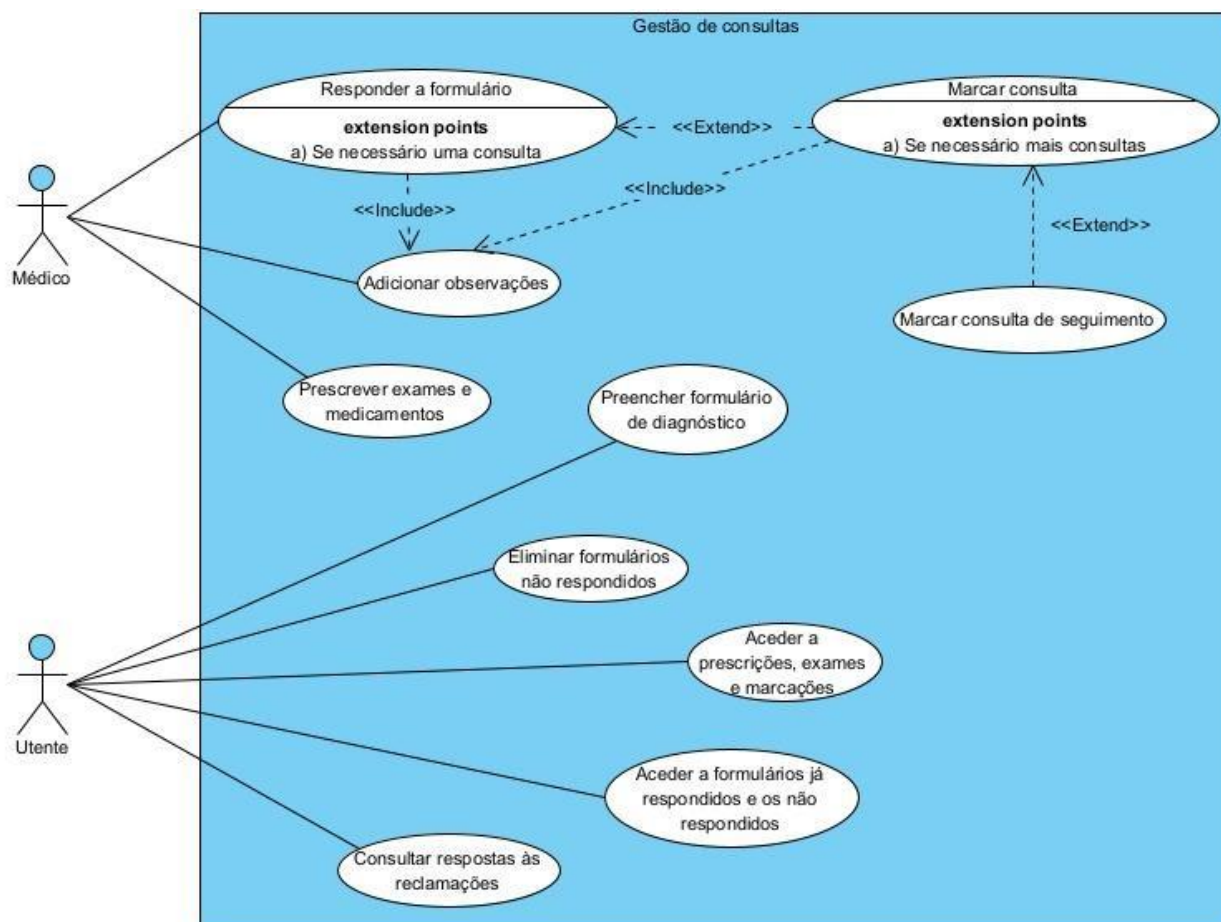 Gestão de consultas
Responder a formulário
extension points
a) Se necessário uma consulta
<<Extend>>
Marcar consulta
extension points
a) Se necessário mais consultas
<<Include>>
<<Include>>
<<Extend>>
Médico
Adicionar observações
Marcar consulta de seguimento
Prescrever exames e
medicamentos
Preencher formulário
de diagnóstico
Eliminar formulários
não respondidos
Aceder a
prescrições, exames
e marcações
Utente
Aceder a formulários já
respondidos e os não
respondidos
Consultar respostas às
reclamações